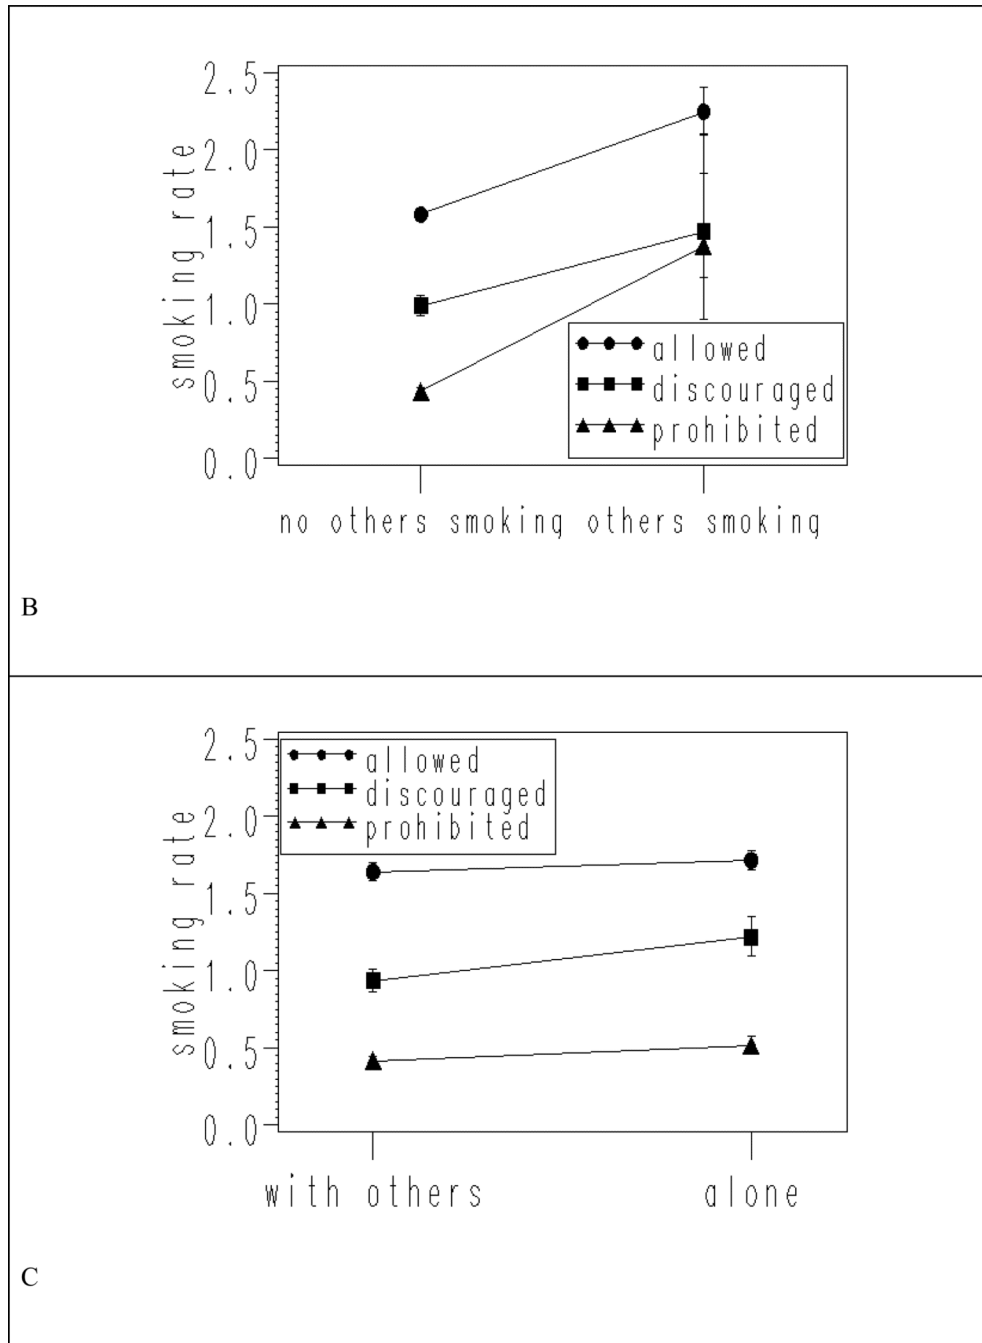 2.5
2.0
1.5
1.0
0.5
0.0
smoking rate
allowed
discouraged
prohibited
no others smoking others smoking
B
2.5
2.0
1.5
1.0
0.5
0.0
smoking rate
allowed
discouraged
prohibited
with others alone
C